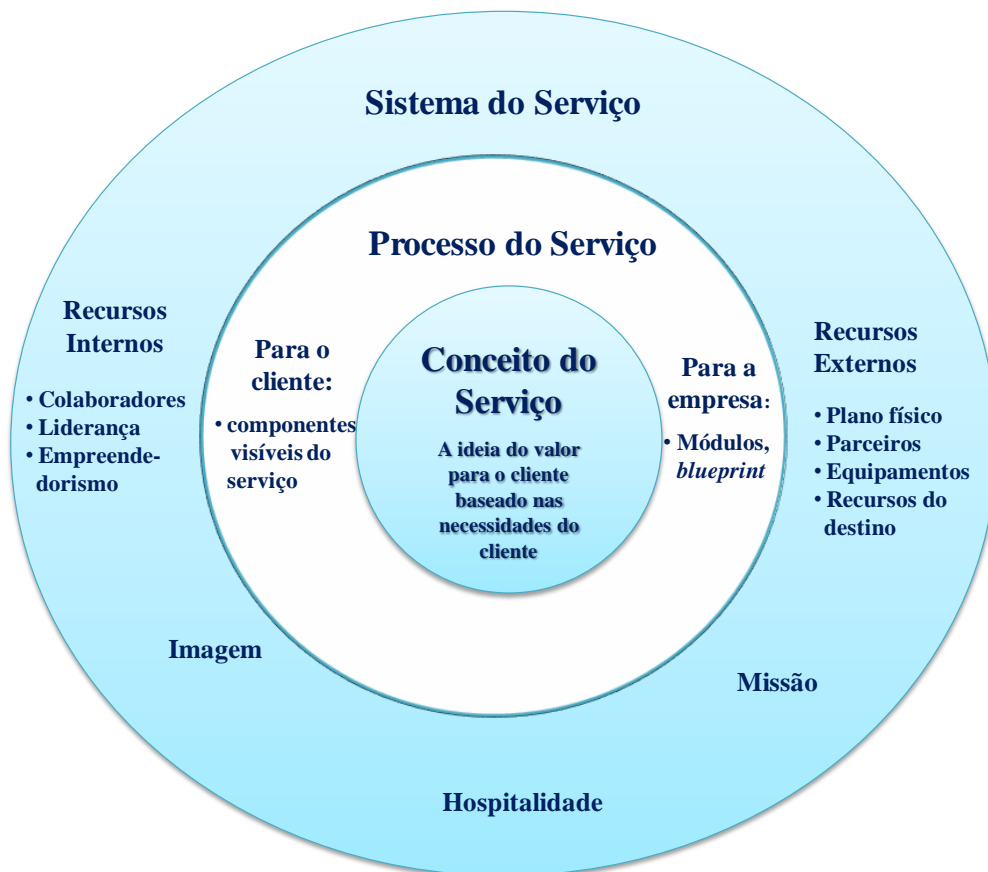 Sistema do Serviço
Processo do Serviço
Recursos
Internos
• Colaboradores
• Liderança
• Empreende-
dorismo
Para o
cliente:
• componentes
visíveis do
serviço
Conceito do
Serviço
A ideia do valor
para o cliente
baseado nas
necessidades do
cliente
Para a
empresa:
• Módulos,
blueprint
Recursos
Externos
• Plano físico
• Parceiros
• Equipamentos
• Recursos do
destino
Imagem
Missão
Hospitalidade